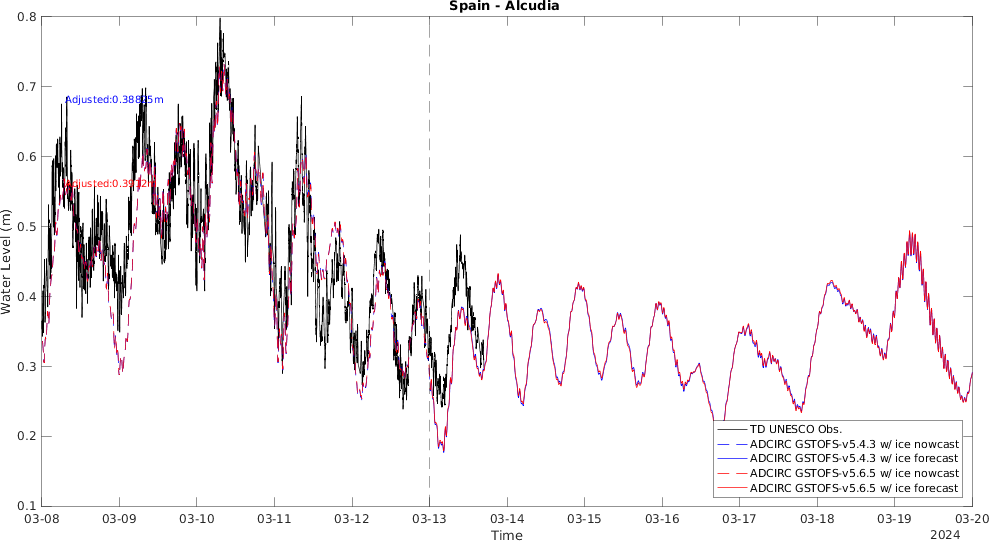 Spain - Alcudia
0.8
0.7
0.6
0.5
0.4
0.3
0.2
0.1
Water Level (m)
Adjusted:0.38825m
Adjusted:0.3912m
TD UNESCO Obs.
ADCIRC GSTOFS-v5.4.3 w/ ice nowcast
ADCIRC GSTOFS-v5.4.3 w/ ice forecast
ADCIRC GSTOFS-v5.6.5 w/ ice nowcast
ADCIRC GSTOFS-v5.6.5 w/ ice forecast
03-08 03-09 03-10 03-11 03-12 03-13 03-14 03-15 03-16 03-17 03-18 03-19 03-20
Time
2024